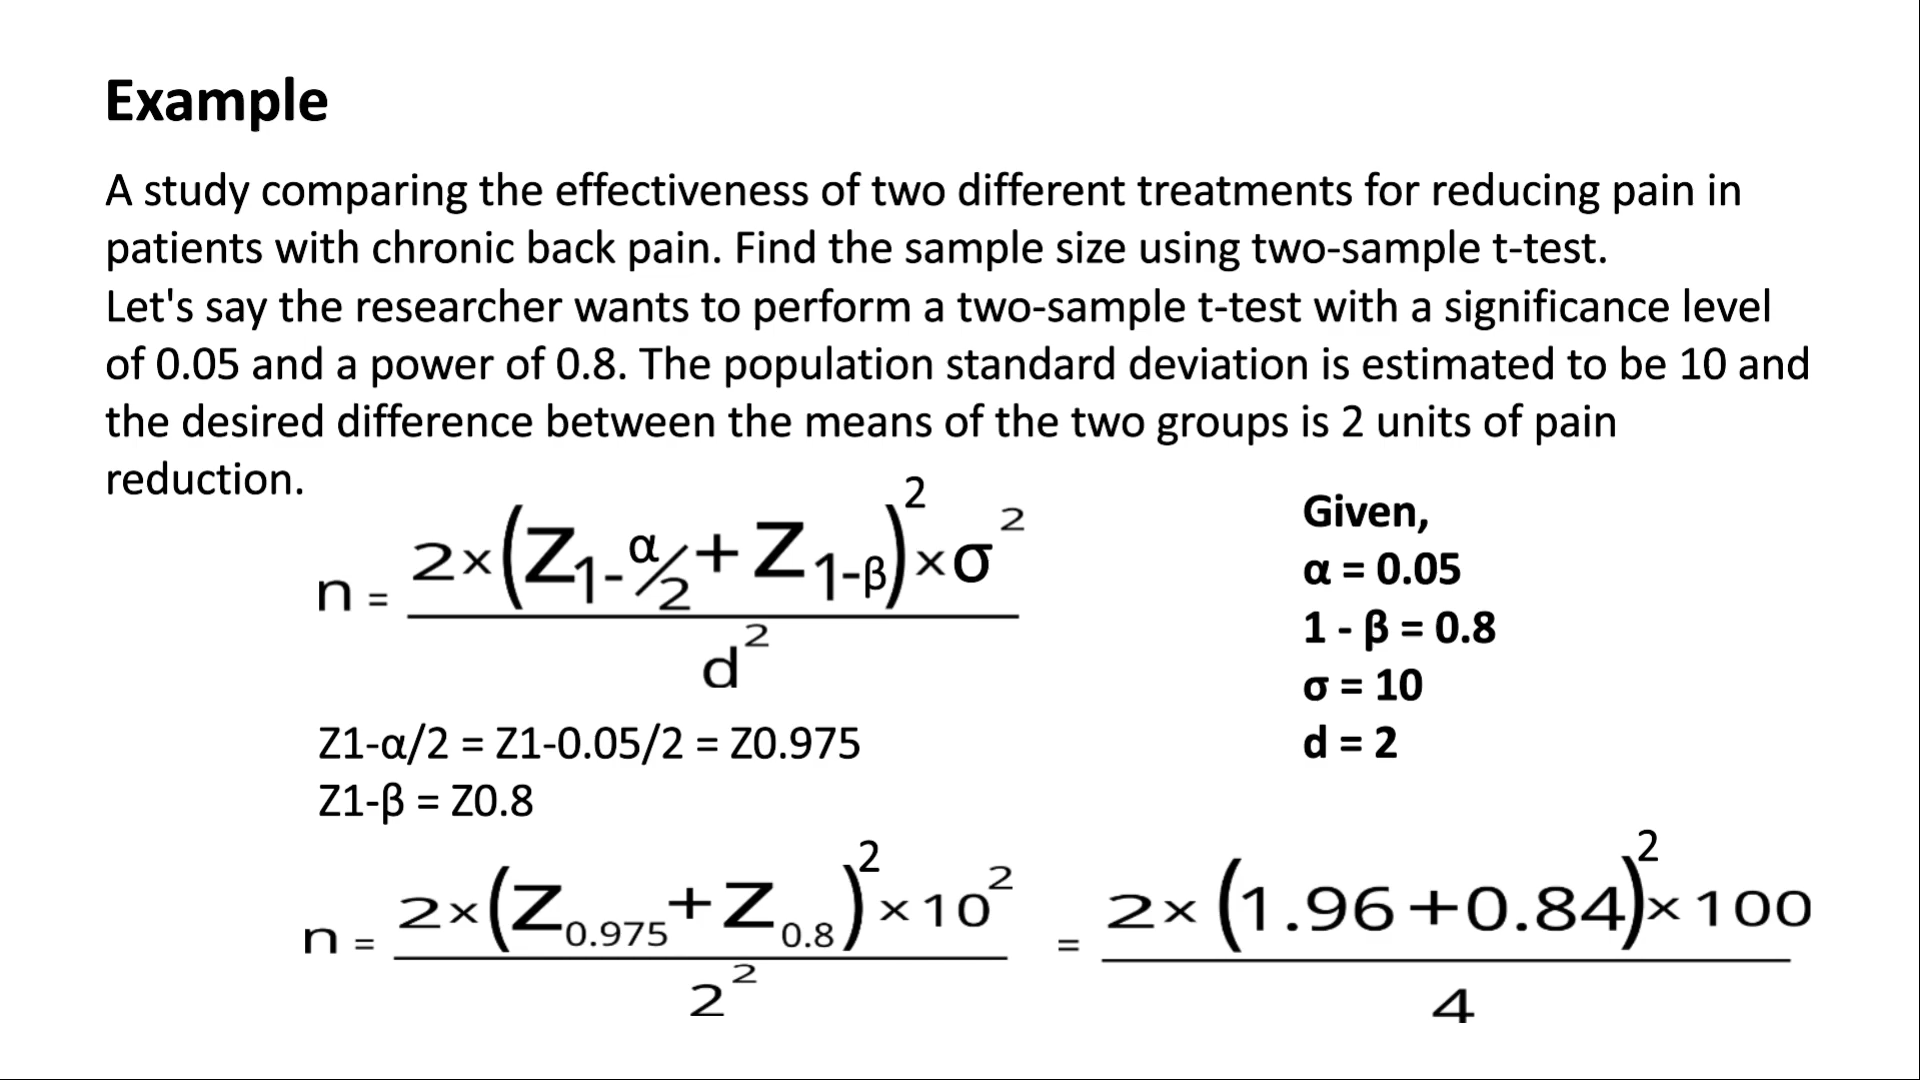 Example
A study comparing the effectiveness of two different treatments for reducing pain in
patients with chronic back pain. Find the sample size using two-sample t-test.
Let's say the researcher wants to perform a two-sample t-test with a significance level
of 0.05 and a power of 0.8. The population standard deviation is estimated to be 10 and
the desired difference between the means of the two groups is 2 units of pain
reduction.
n = 2×(Z1-α/2 + Z1-β)²×σ² / d²
Given,
α = 0.05
1 - β = 0.8
σ = 10
d = 2
Z1-α/2 = Z1-0.05/2 = Z0.975
Z1-β = Z0.8
n = 2×(Z0.975+Z0.8)²×10² / 2² = 2×(1.96+0.84)²×100 / 4